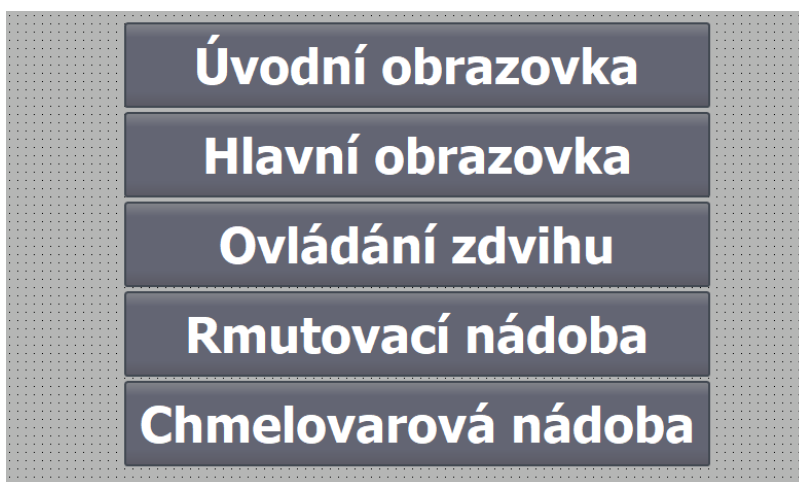 Úvodní obrazovka
Hlavní obrazovka
Ovládání zdvihu
Rmutovací nádoba
Chmelovarová nádoba